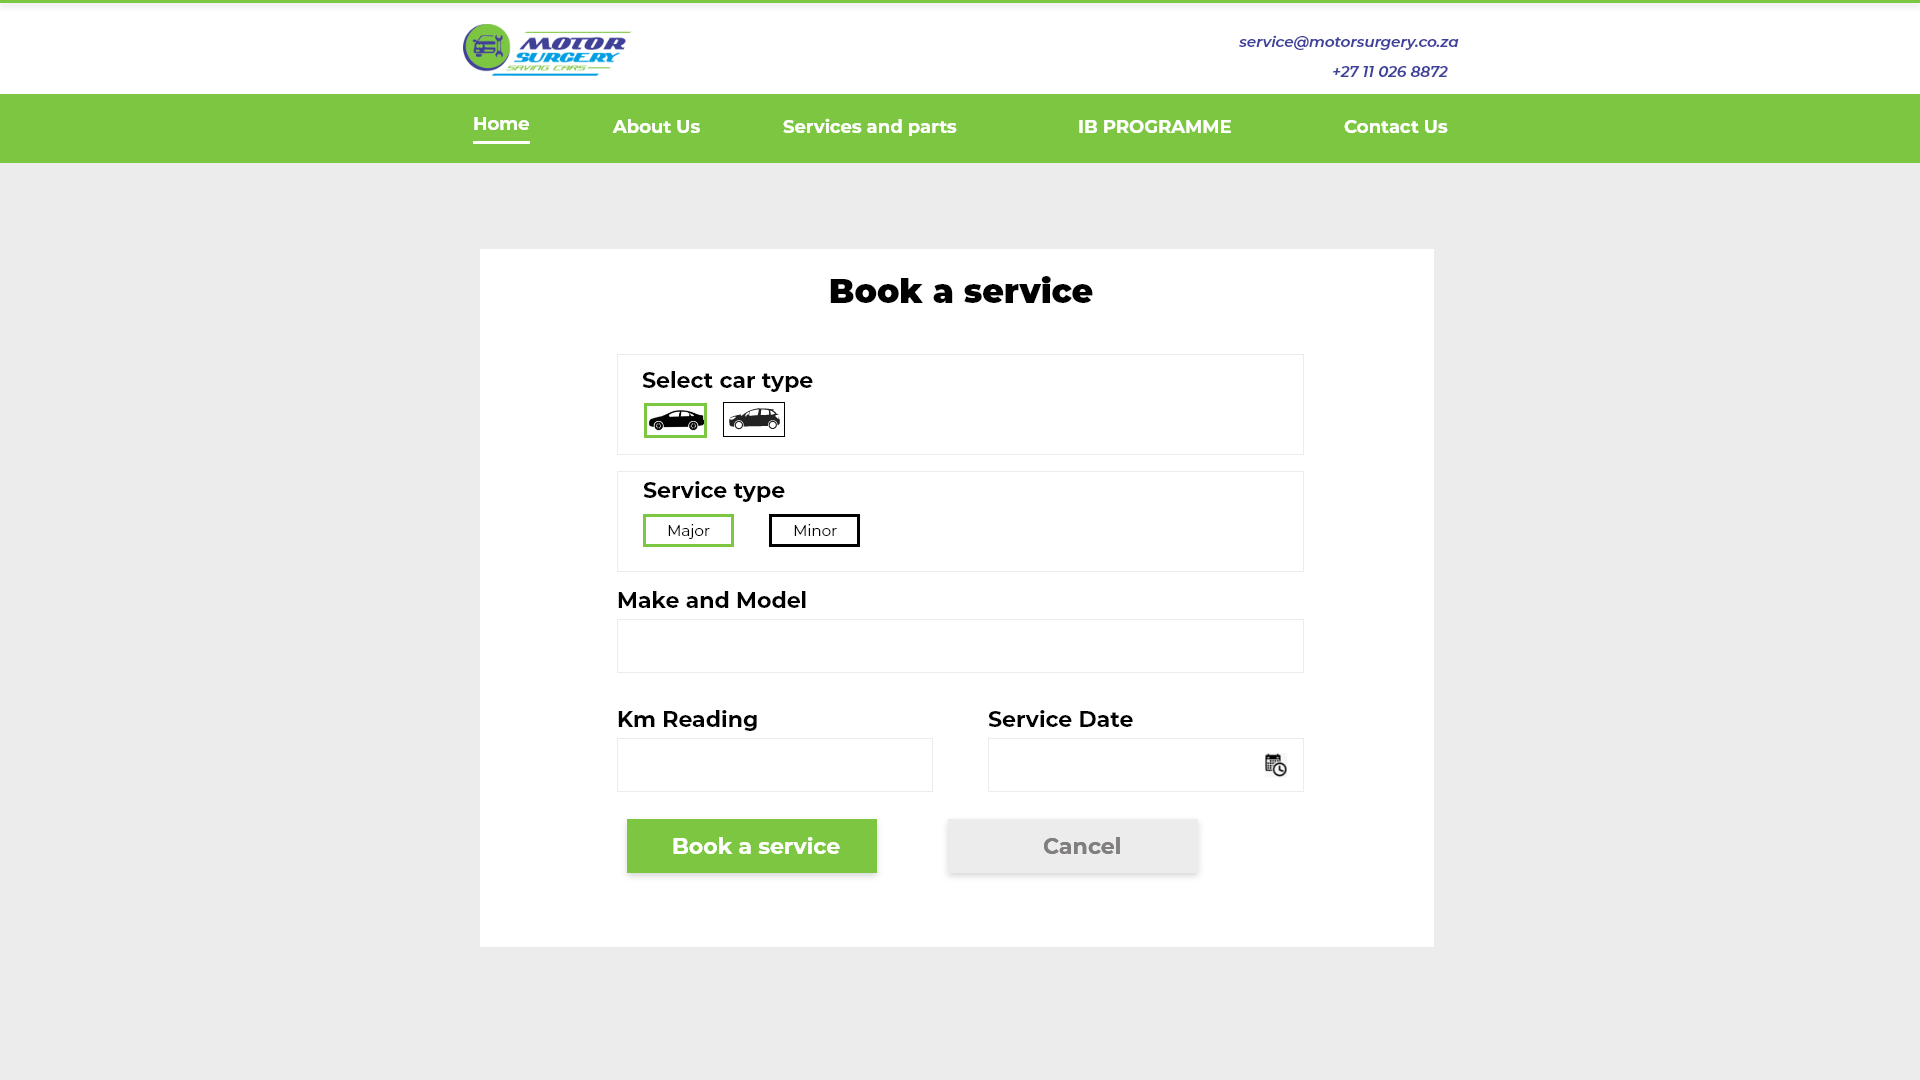 MOTOR
SURGERY
SAVING CARS
service@motorsurgery.co.za
+27 11 026 8872
Home
About Us
Services and parts
IB PROGRAMME
Contact Us
Book a service
Select car type
Service type
Major
Minor
Make and Model
Km Reading
Service Date
Book a service
Cancel